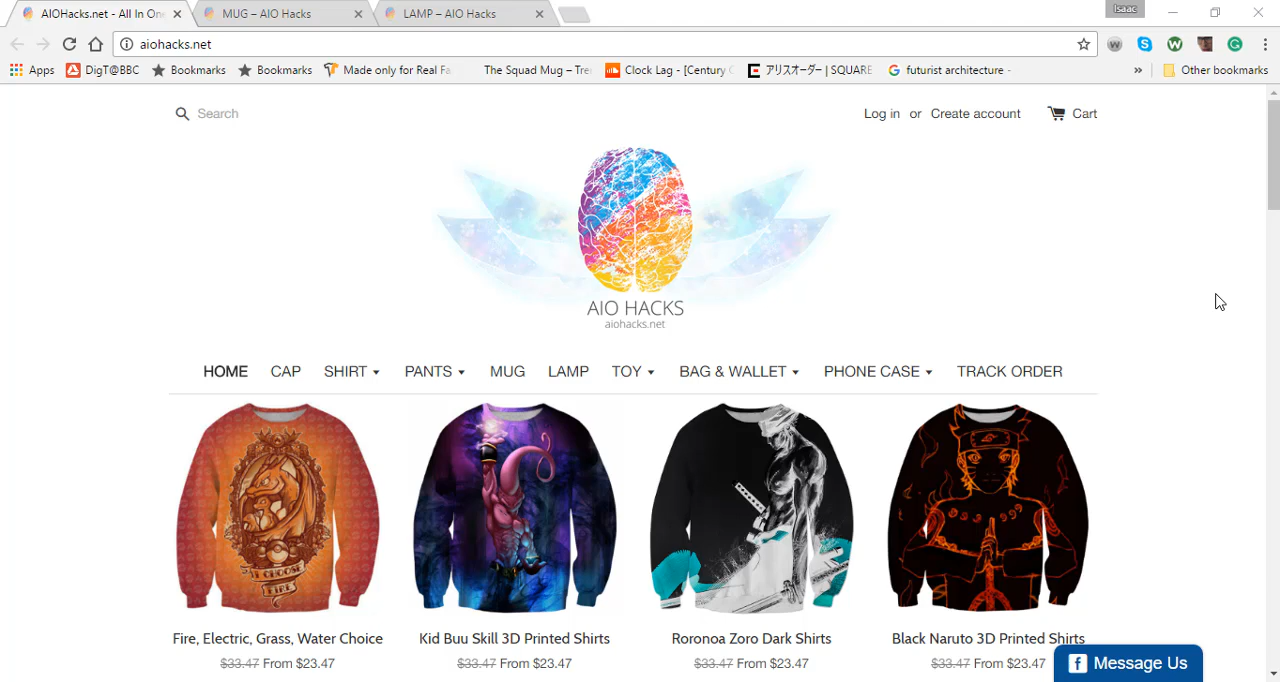 AIOHacks.net - All In On
MUG – AIO Hacks
LAMP – AIO Hacks
Isaac
aiohacks.net
Apps
DigT@BBC
Bookmarks
Bookmarks
Made only for Real Fa
The Squad Mug – Tre
Clock Lag - [Century
アリスオーダー | SQUARE
futurist architecture -
»
Other bookmarks
Search
Log in or Create account
Cart
AIO HACKS
aiohacks.net
HOME
CAP
SHIRT
PANTS
MUG
LAMP
TOY
BAG & WALLET
PHONE CASE
TRACK ORDER
Fire, Electric, Grass, Water Choice
$33.47 From $23.47
Kid Buu Skill 3D Printed Shirts
$33.47 From $23.47
Roronoa Zoro Dark Shirts
$33.47 From $23.47
Black Naruto 3D Printed Shirts
$33.47 From $23.47
Message Us